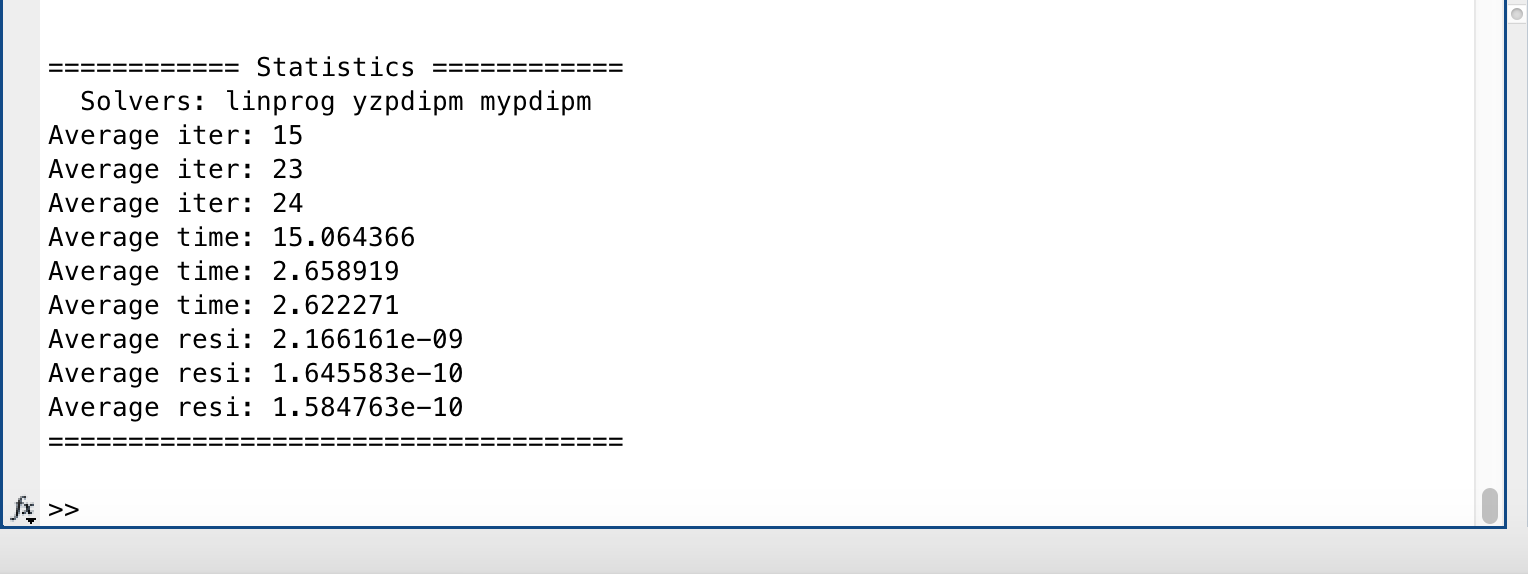 ============ Statistics ============
  Solvers: linprog yzpdipm mypdipm
Average iter: 15
Average iter: 23
Average iter: 24
Average time: 15.064366
Average time: 2.658919
Average time: 2.622271
Average resi: 2.166161e-09
Average resi: 1.645583e-10
Average resi: 1.584763e-10
====================================
fx >>